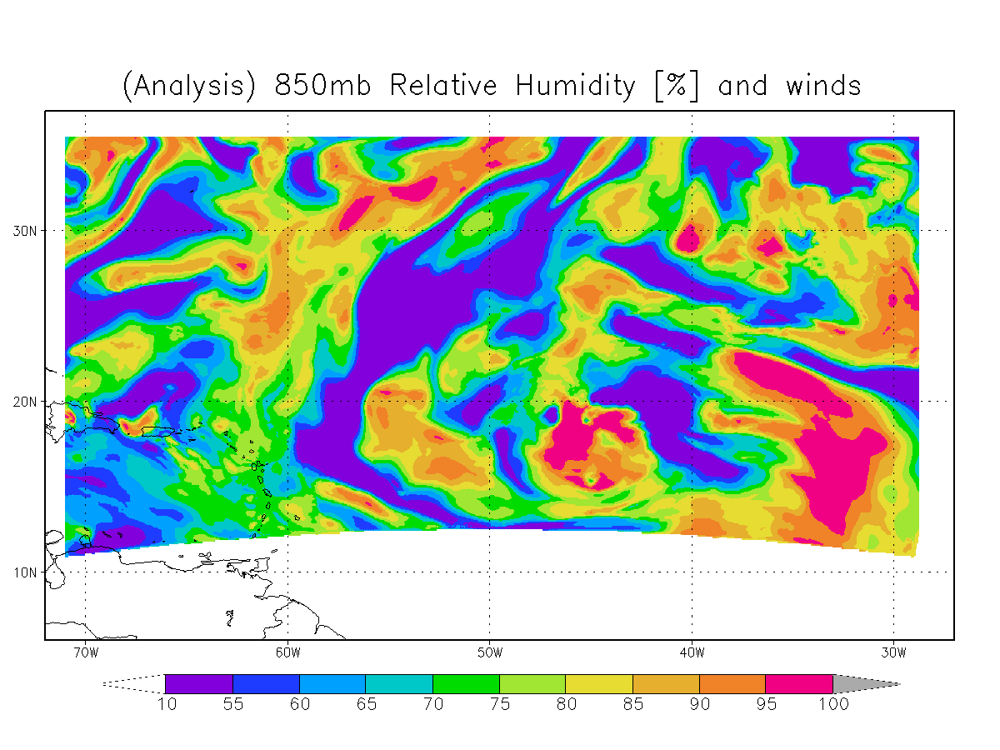 (Analysis) 850mb Relative Humidity [%] and winds
30N
20N
10N
70W 60W 50W 40W 30W
10 55 60 65 70 75 80 85 90 95 100